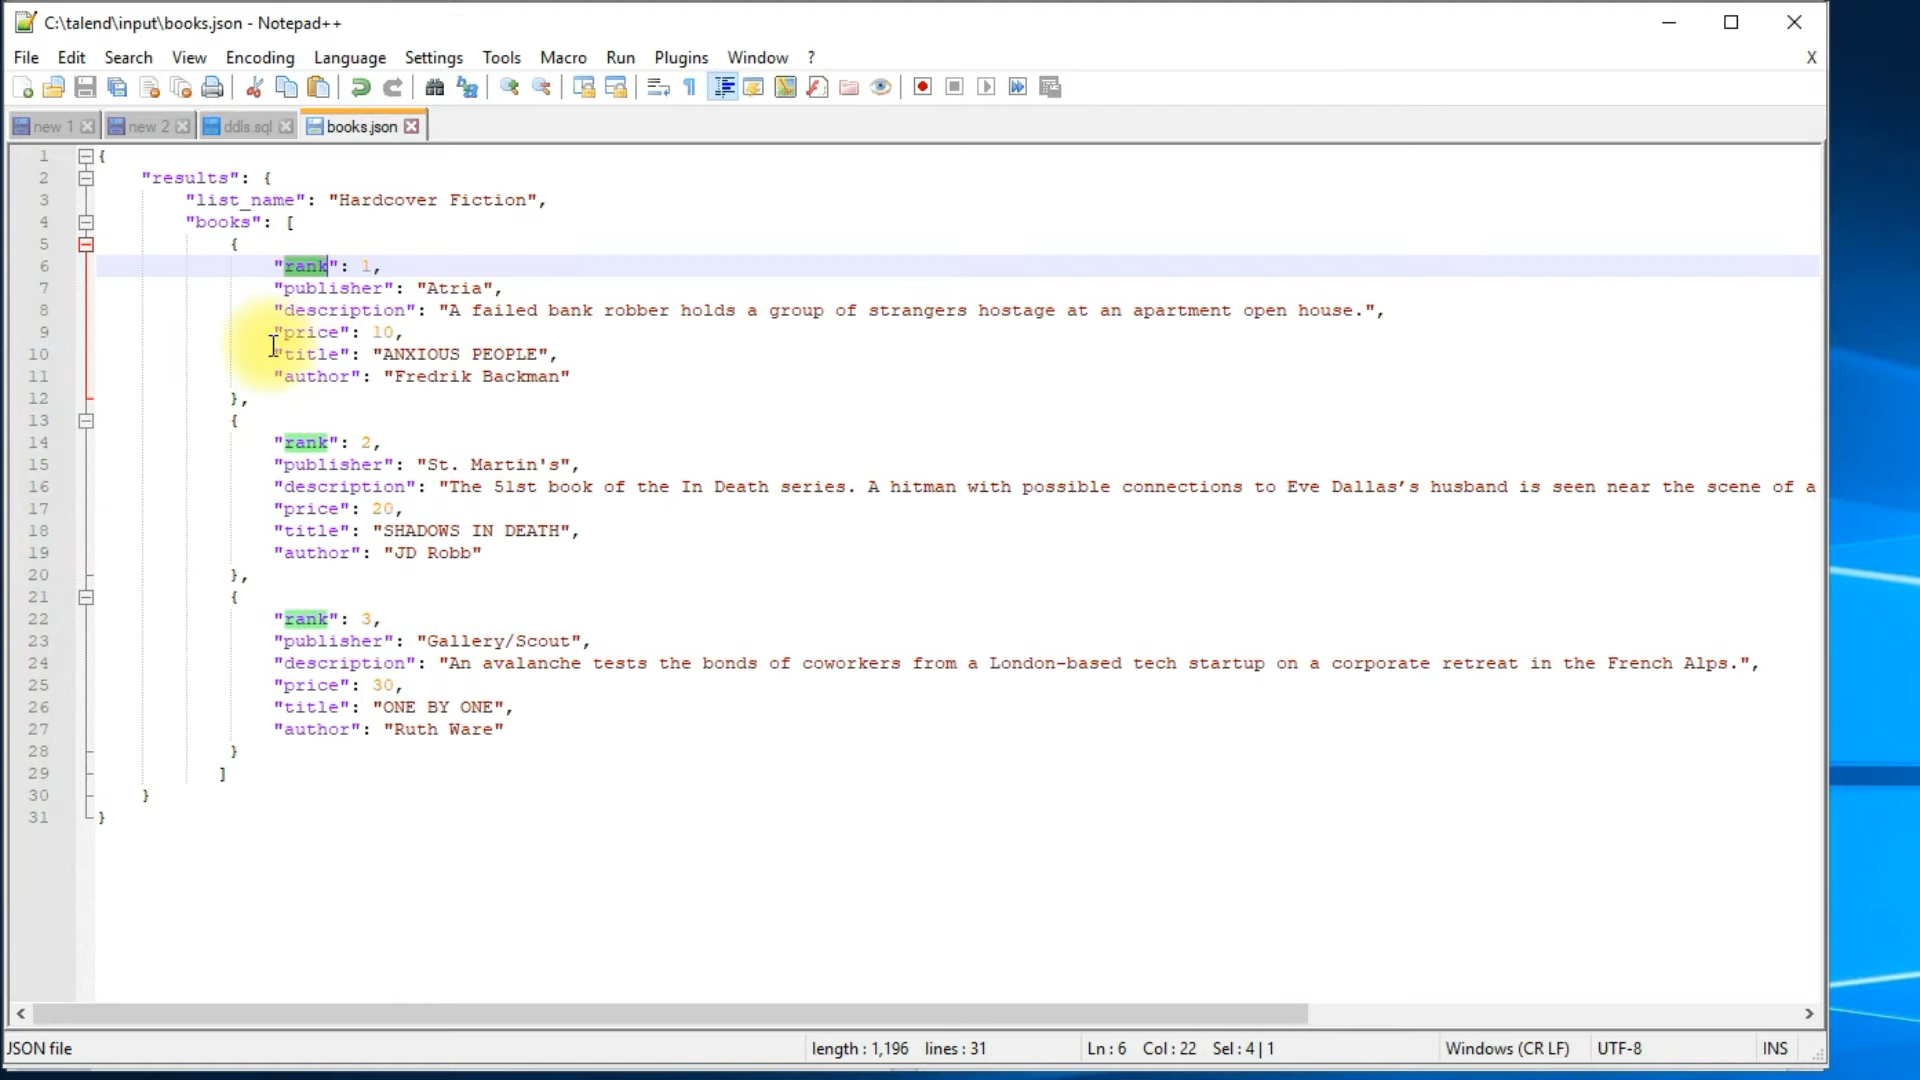 C:\talend\input\books.json - Notepad++
File Edit Search View Encoding Language Settings Tools Macro Run Plugins Window ? X
new 1 new 2 ddls.sql books.json
1 {
2 "results": {
3 "list_name": "Hardcover Fiction",
4 "books": [
5 {
6 "rank": 1,
7 "publisher": "Atria",
8 "description": "A failed bank robber holds a group of strangers hostage at an apartment open house.",
9 "price": 10,
10 "title": "ANXIOUS PEOPLE",
11 "author": "Fredrik Backman"
12 },
13 {
14 "rank": 2,
15 "publisher": "St. Martin's",
16 "description": "The 51st book of the In Death series. A hitman with possible connections to Eve Dallas’s husband is seen near the scene of a
17 "price": 20,
18 "title": "SHADOWS IN DEATH",
19 "author": "JD Robb"
20 },
21 {
22 "rank": 3,
23 "publisher": "Gallery/Scout",
24 "description": "An avalanche tests the bonds of coworkers from a London-based tech startup on a corporate retreat in the French Alps.",
25 "price": 30,
26 "title": "ONE BY ONE",
27 "author": "Ruth Ware"
28 }
29 ]
30 }
31 }
JSON file length : 1,196 lines : 31 Ln : 6 Col : 22 Sel : 4 | 1 Windows (CR LF) UTF-8 INS